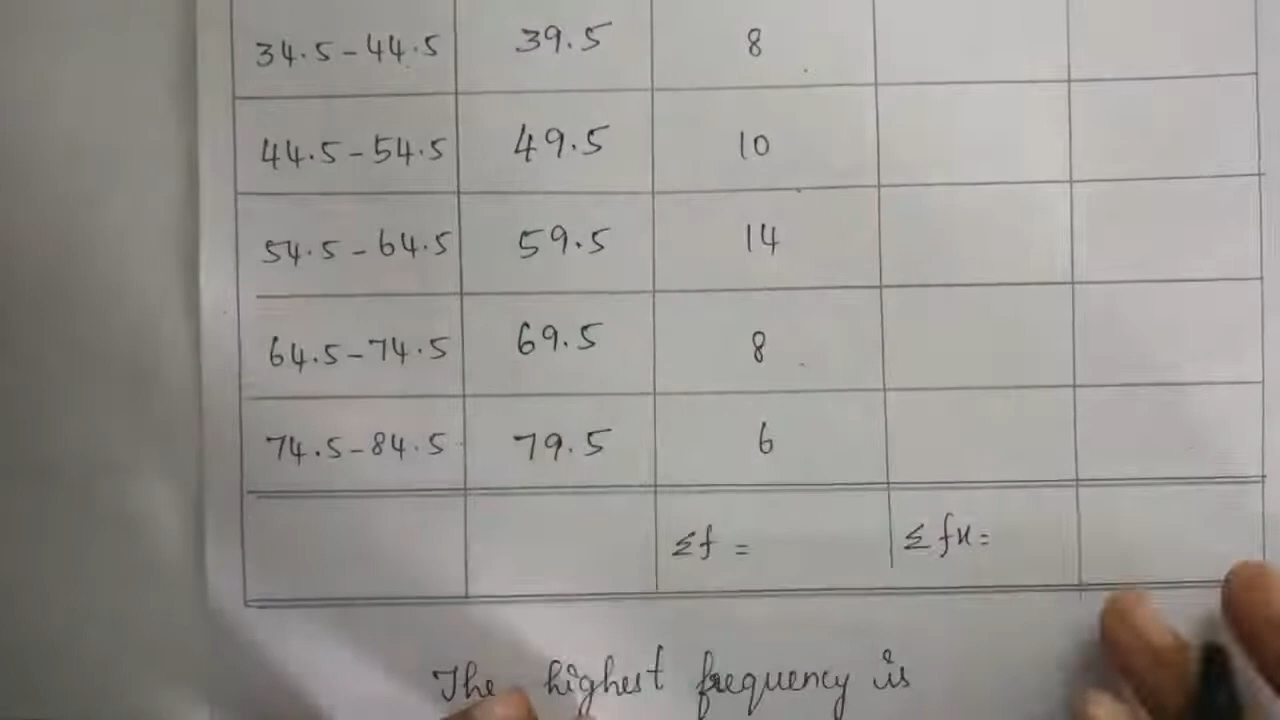 34.5-44.5 39.5 8
44.5-54.5 49.5 10
54.5-64.5 59.5 14
64.5-74.5 69.5 8
74.5-84.5 79.5 6
Σf = Σfx=
The highest frequency is